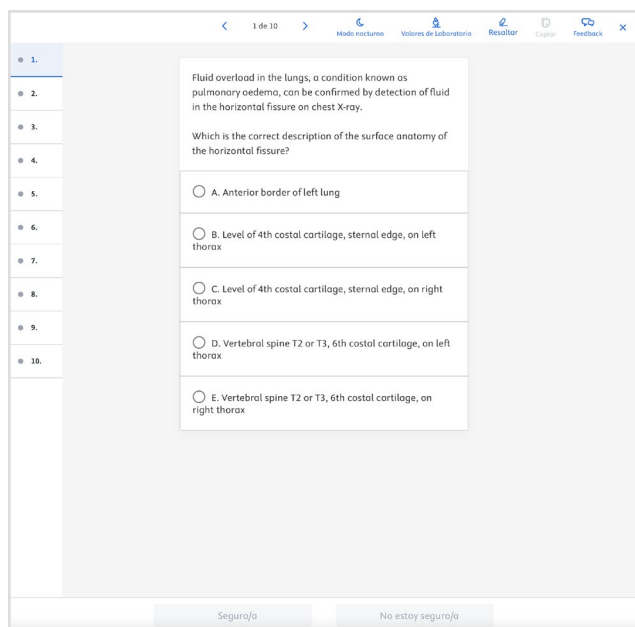 1 de 10
Modo nocturno
Valores de Laboratorio
Resaltar
Copiar
Feedback
1.
2.
3.
4.
5.
6.
7.
8.
9.
10.
Fluid overload in the lungs, a condition known as
pulmonary oedema, can be confirmed by detection of fluid
in the horizontal fissure on chest X-ray.
Which is the correct description of the surface anatomy of
the horizontal fissure?
A. Anterior border of left lung
B. Level of 4th costal cartilage, sternal edge, on left
thorax
C. Level of 4th costal cartilage, sternal edge, on right
thorax
D. Vertebral spine T2 or T3, 6th costal cartilage, on left
thorax
E. Vertebral spine T2 or T3, 6th costal cartilage, on
right thorax
Seguro/a
No estoy seguro/a